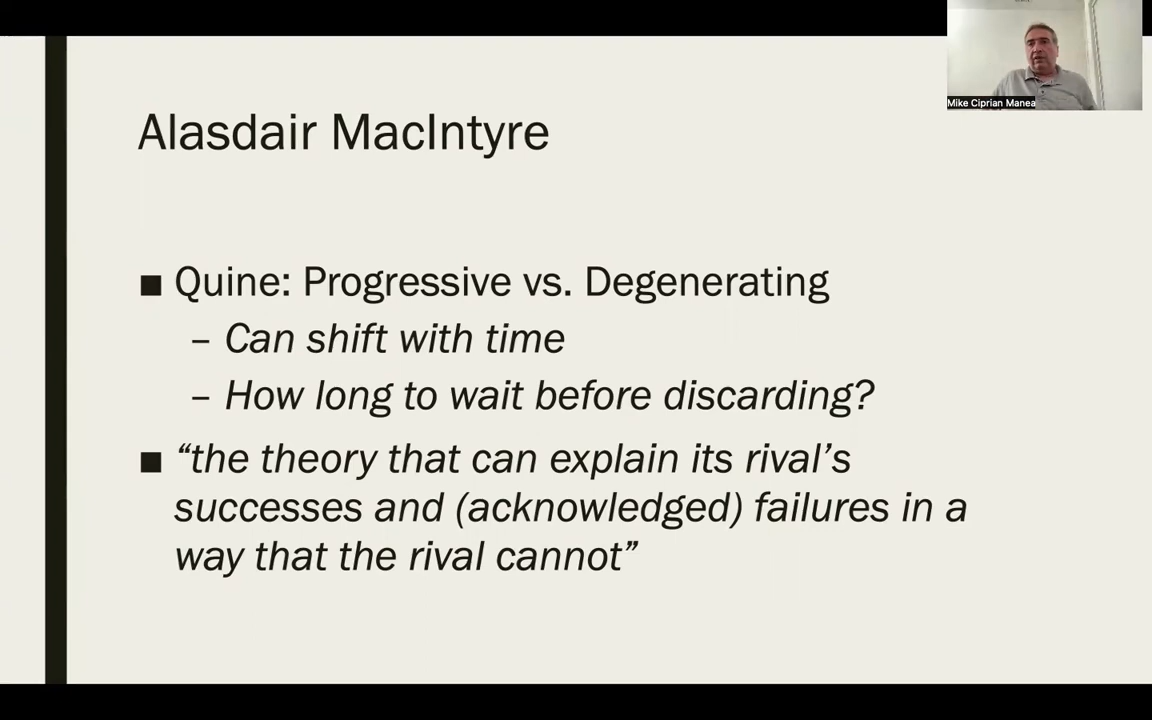 Mike Ciprian Manea
Alasdair MacIntyre
■ Quine: Progressive vs. Degenerating
– Can shift with time
– How long to wait before discarding?
■ “the theory that can explain its rival’s
successes and (acknowledged) failures in a
way that the rival cannot”